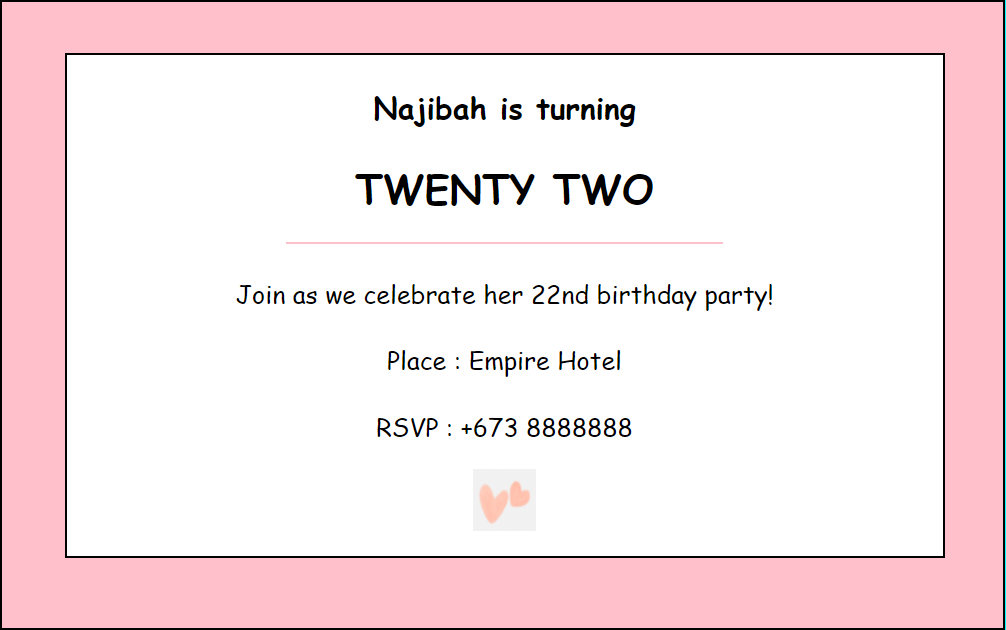 Najibah is turning
TWENTY TWO
Join as we celebrate her 22nd birthday party!
Place : Empire Hotel
RSVP : +673 8888888